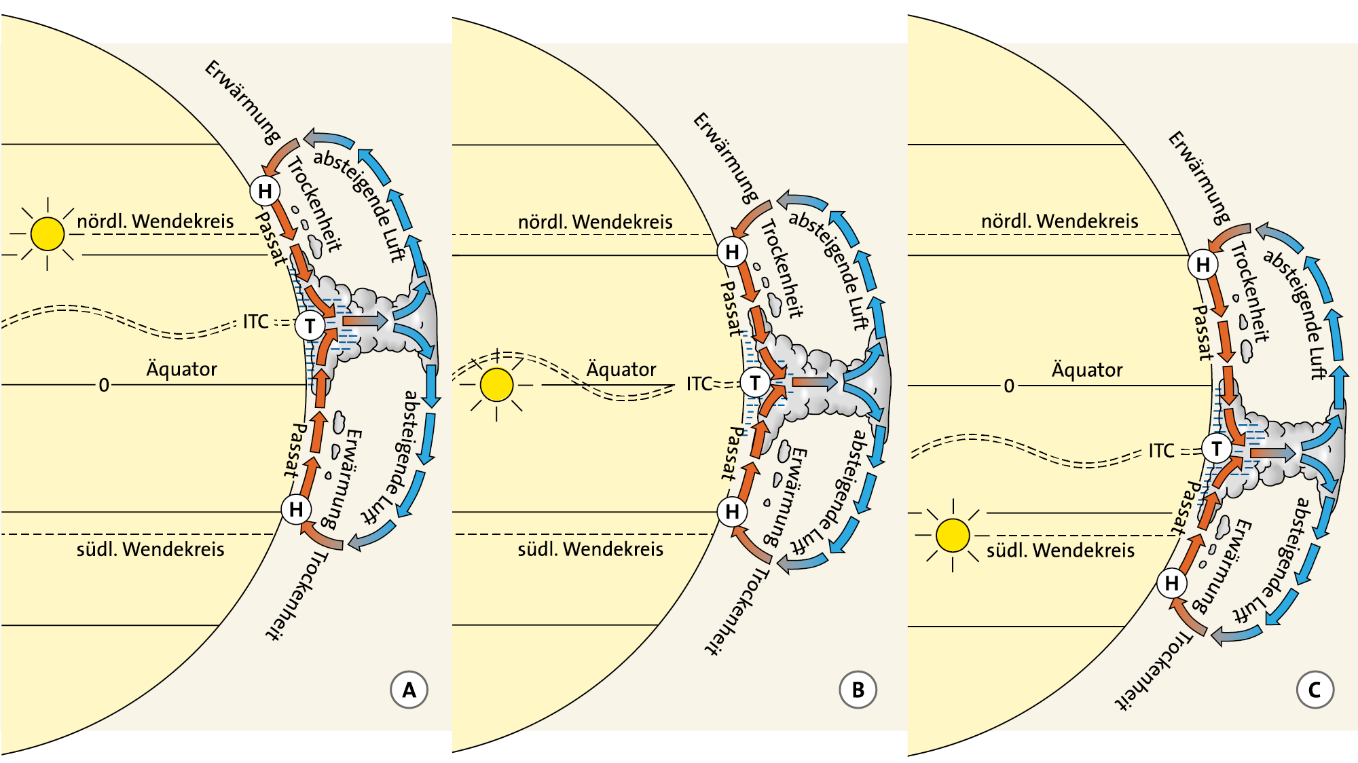 Erwärmung
absteigende Luft
Trockenheit
H
nördl. Wendekreis
Passat
ITC
T
Äquator
0
absteigende Luft
Passat
Erwärmung
H
südl. Wendekreis
Trockenheit
A
Erwärmung
absteigende Luft
Trockenheit
nördl. Wendekreis
H
Passat
Äquator
ITC
T
Passat
absteigende Luft
Erwärmung
H
südl. Wendekreis
Trockenheit
B
Erwärmung
nördl. Wendekreis
absteigende Luft
Trockenheit
H
Passat
Äquator
0
ITC
T
Passat
absteigende Luft
Erwärmung
südl. Wendekreis
H
Trockenheit
C